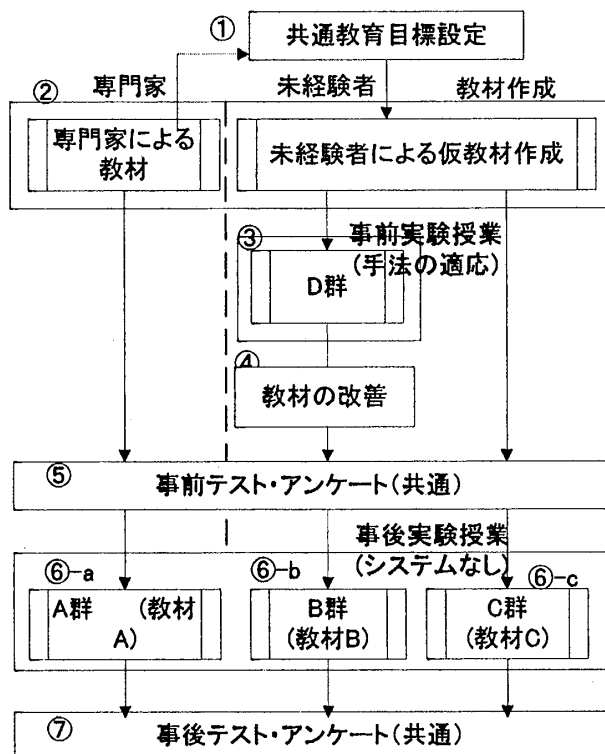 ①
共通教育目標設定
専門家
未経験者
教材作成
②
専門家による
教材
未経験者による仮教材作成
③
事前実験授業
(手法の適応)
D群
④
教材の改善
⑤
事前テスト・アンケート(共通)
事後実験授業
(システムなし)
⑥-a
⑥-b
⑥-c
A群 (教材
A)
B群
(教材B)
C群
(教材C)
⑦
事後テスト・アンケート(共通)